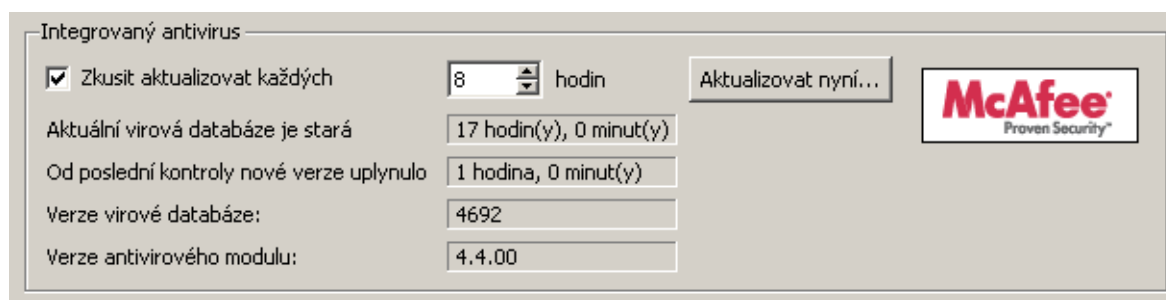 Integrovaný antivirus
Zkusit aktualizovat každých 8 hodin Aktualizovat nyní...
McAfee®
Proven Security™
Aktuální virová databáze je stará 17 hodin(y), 0 minut(y)
Od poslední kontroly nové verze uplynulo 1 hodina, 0 minut(y)
Verze virové databáze: 4692
Verze antivirového modulu: 4.4.00